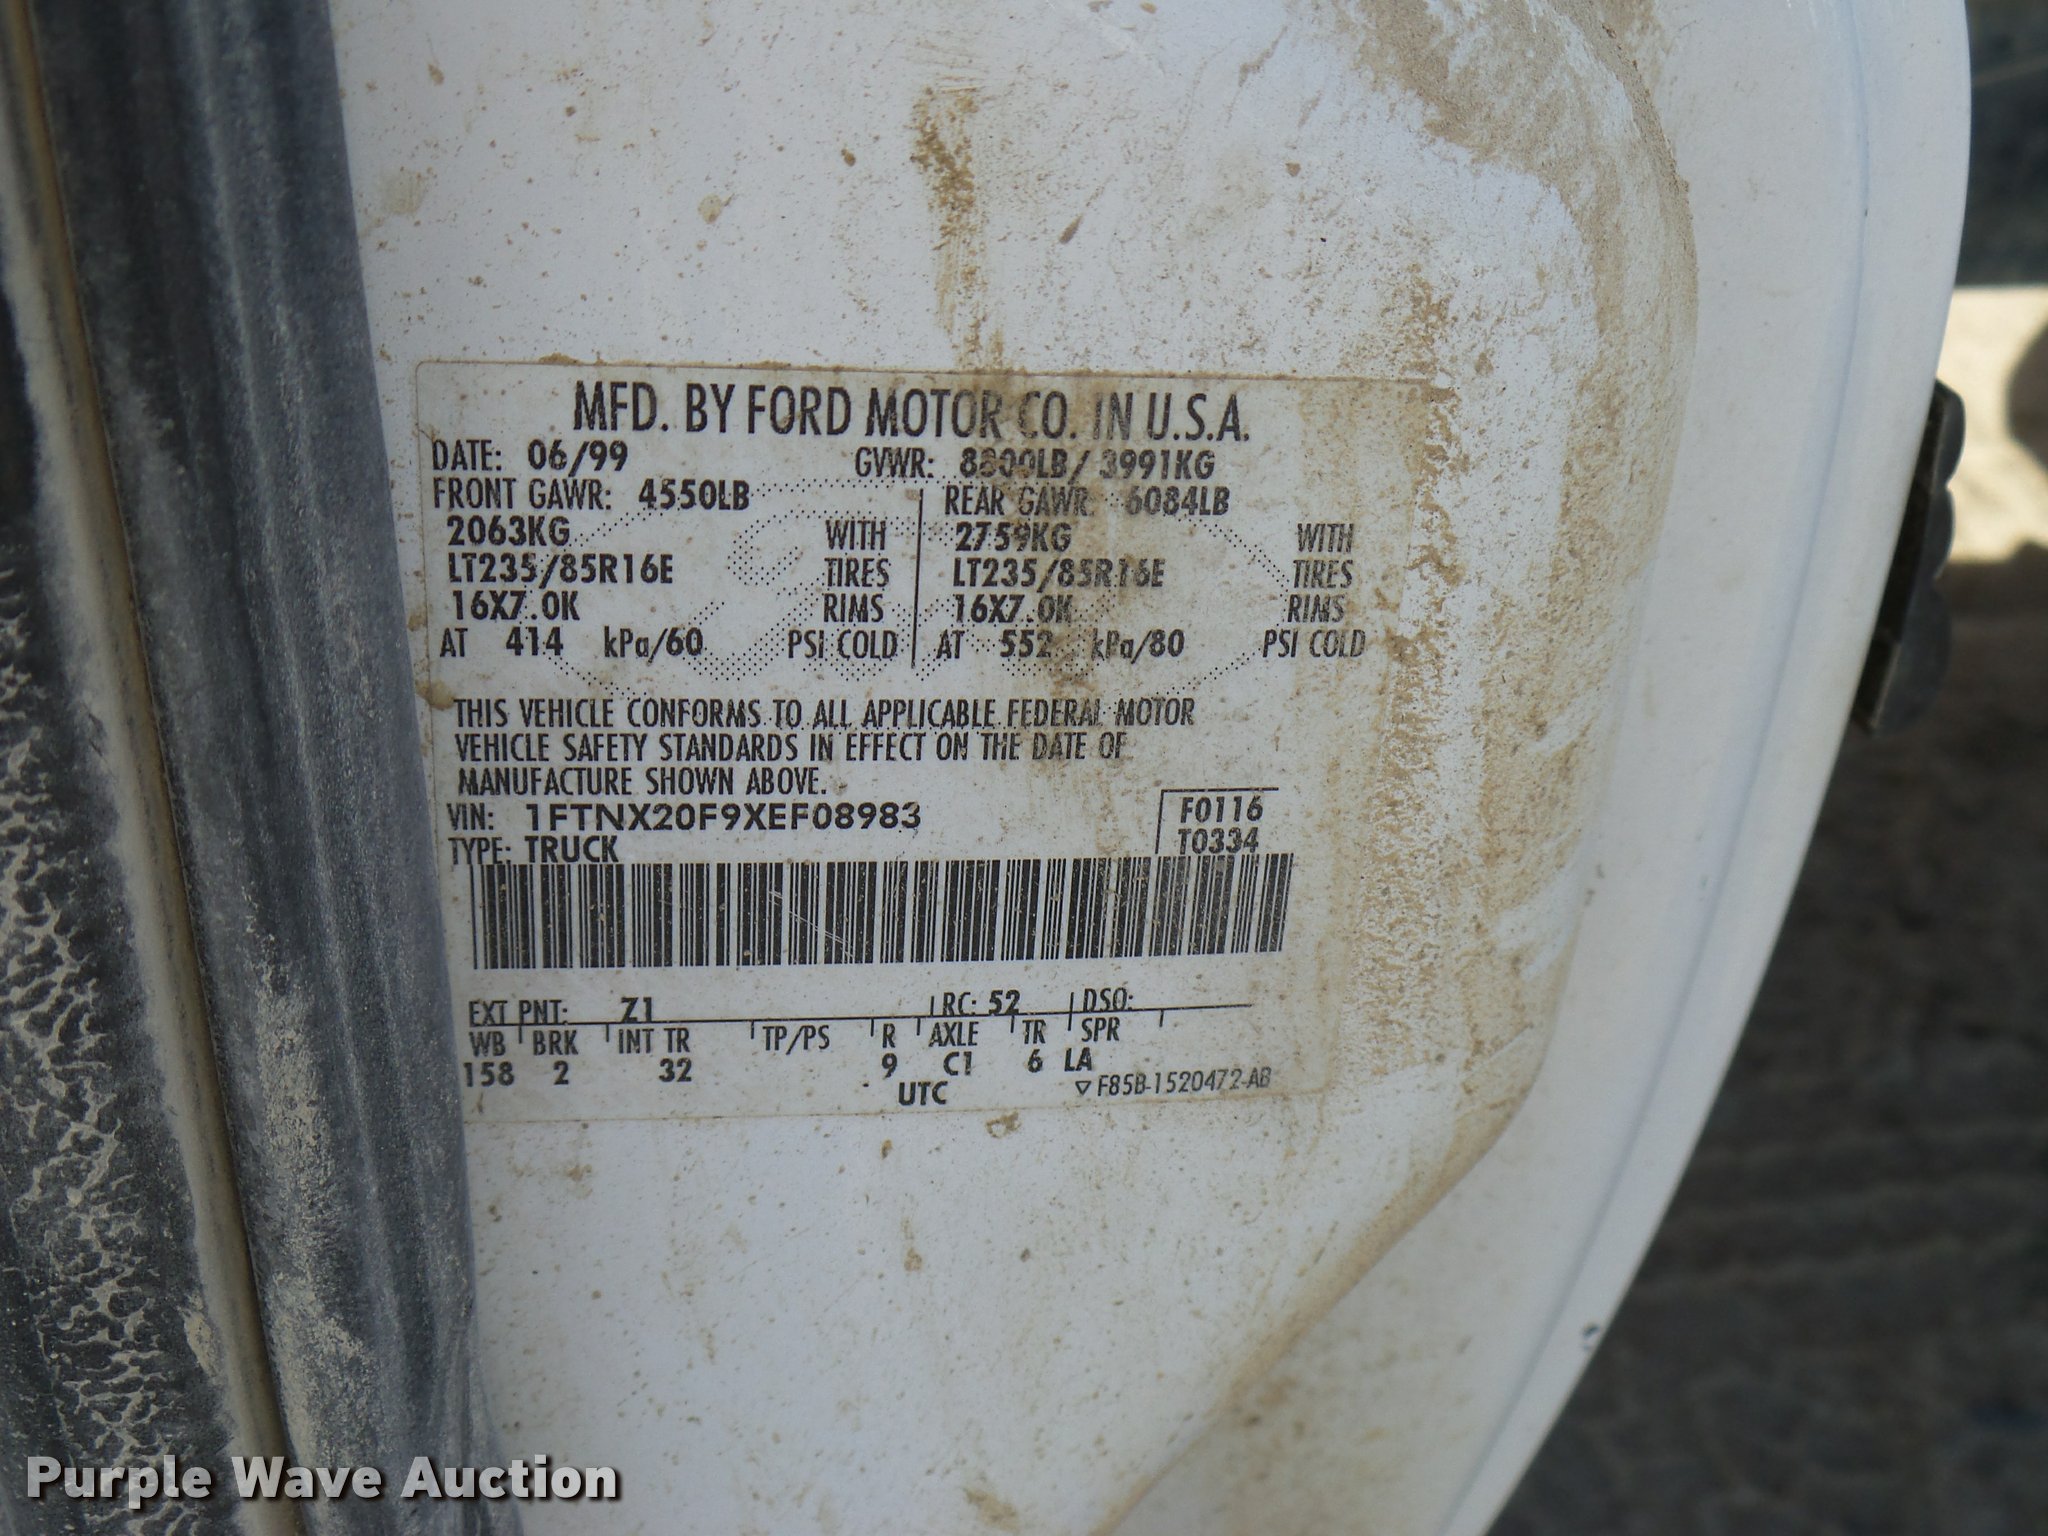 MFD. BY FORD MOTOR CO. IN U.S.A.
DATE: 06/99 GVWR: 8800LB/ 3991KG
FRONT GAWR: 4550LB REAR GAWR: 6084LB
2063KG WITH 2759KG WITH
LT235/85R16E TIRES LT235/85R16E TIRES
16X7.0K RIMS 16X7.0K RIMS
AT 414 kPa/60 PSI COLD AT 552 kPa/80 PSI COLD
THIS VEHICLE CONFORMS TO ALL APPLICABLE FEDERAL MOTOR
VEHICLE SAFETY STANDARDS IN EFFECT ON THE DATE OF
MANUFACTURE SHOWN ABOVE.
VIN: 1FTNX20F9XEF08983 F0116
TYPE: TRUCK T0334
EXT PNT: Z1 RC: 52 DSO:
WB BRK INT TR TP/PS R AXLE TR SPR
158 2 32 9 C1 6 LA
UTC ▽ F85B-1520472-AB
Purple Wave Auction